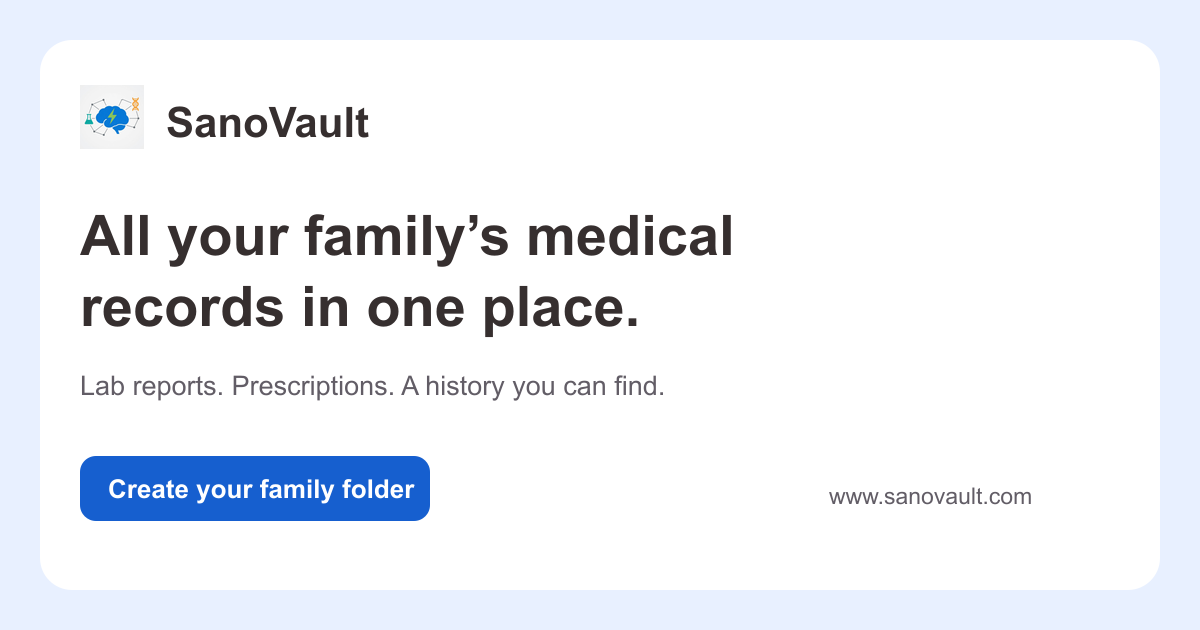 SanoVault
All your family’s medical
records in one place.
Lab reports. Prescriptions. A history you can find.
Create your family folder
www.sanovault.com